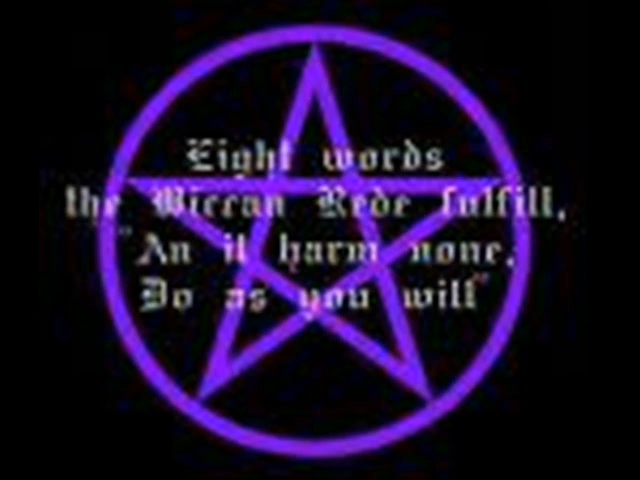 Eight words
the Wiccan Rede fulfill,
"An it harm none,
Do as you will"